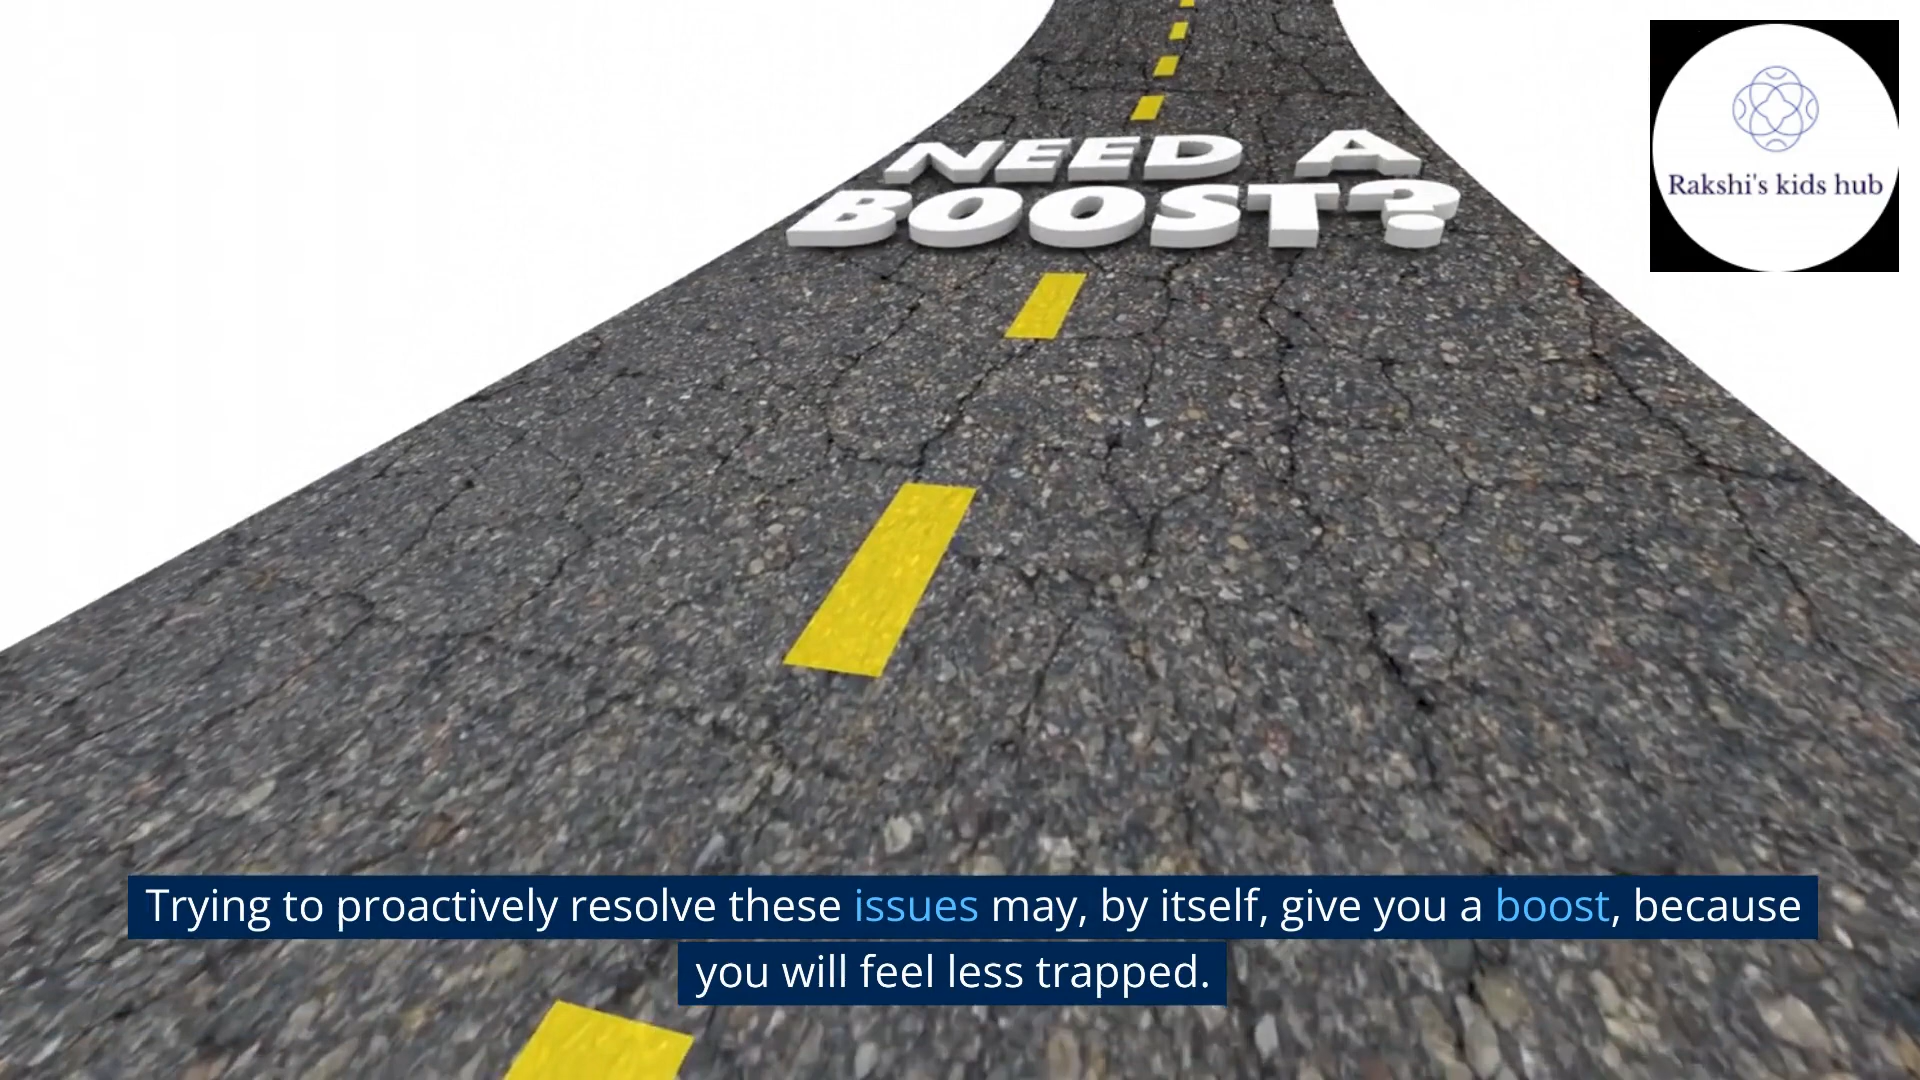 NEED A
BOOST?
Rakshi's kids hub
Trying to proactively resolve these issues may, by itself, give you a boost, because
you will feel less trapped.